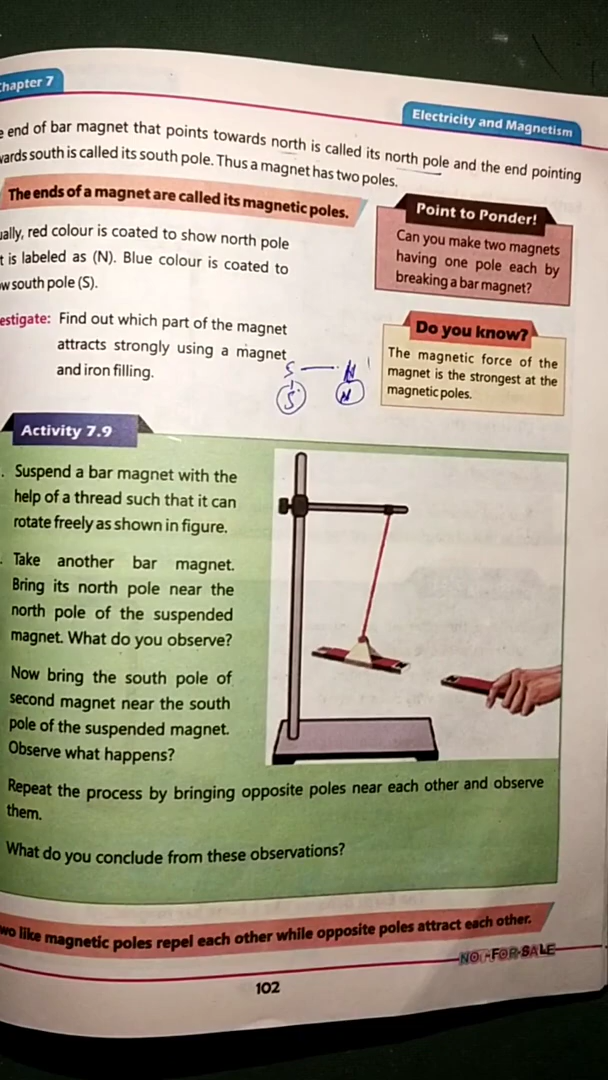 Chapter 7
Electricity and Magnetism
end of bar magnet that points towards north is called its north pole and the end pointing
south is called its south pole. Thus a magnet has two poles.
The ends of a magnet are called its magnetic poles.
red colour is coated to show north pole
is labeled as (N). Blue colour is coated to
south pole (S).
Point to Ponder!
Can you make two magnets
having one pole each by
breaking a bar magnet?
Find out which part of the magnet
attracts strongly using a magnet
and iron filling.
S N
S N
Do you know?
The magnetic force of the
magnet is the strongest at the
magnetic poles.
Activity 7.9
Suspend a bar magnet with the
help of a thread such that it can
rotate freely as shown in figure.
Take another bar magnet.
Bring its north pole near the
north pole of the suspended
magnet. What do you observe?
Now bring the south pole of
second magnet near the south
pole of the suspended magnet.
Observe what happens?
Repeat the process by bringing opposite poles near each other and observe
them.
What do you conclude from these observations?
like magnetic poles repel each other while opposite poles attract each other.
NOT FOR SALE
102